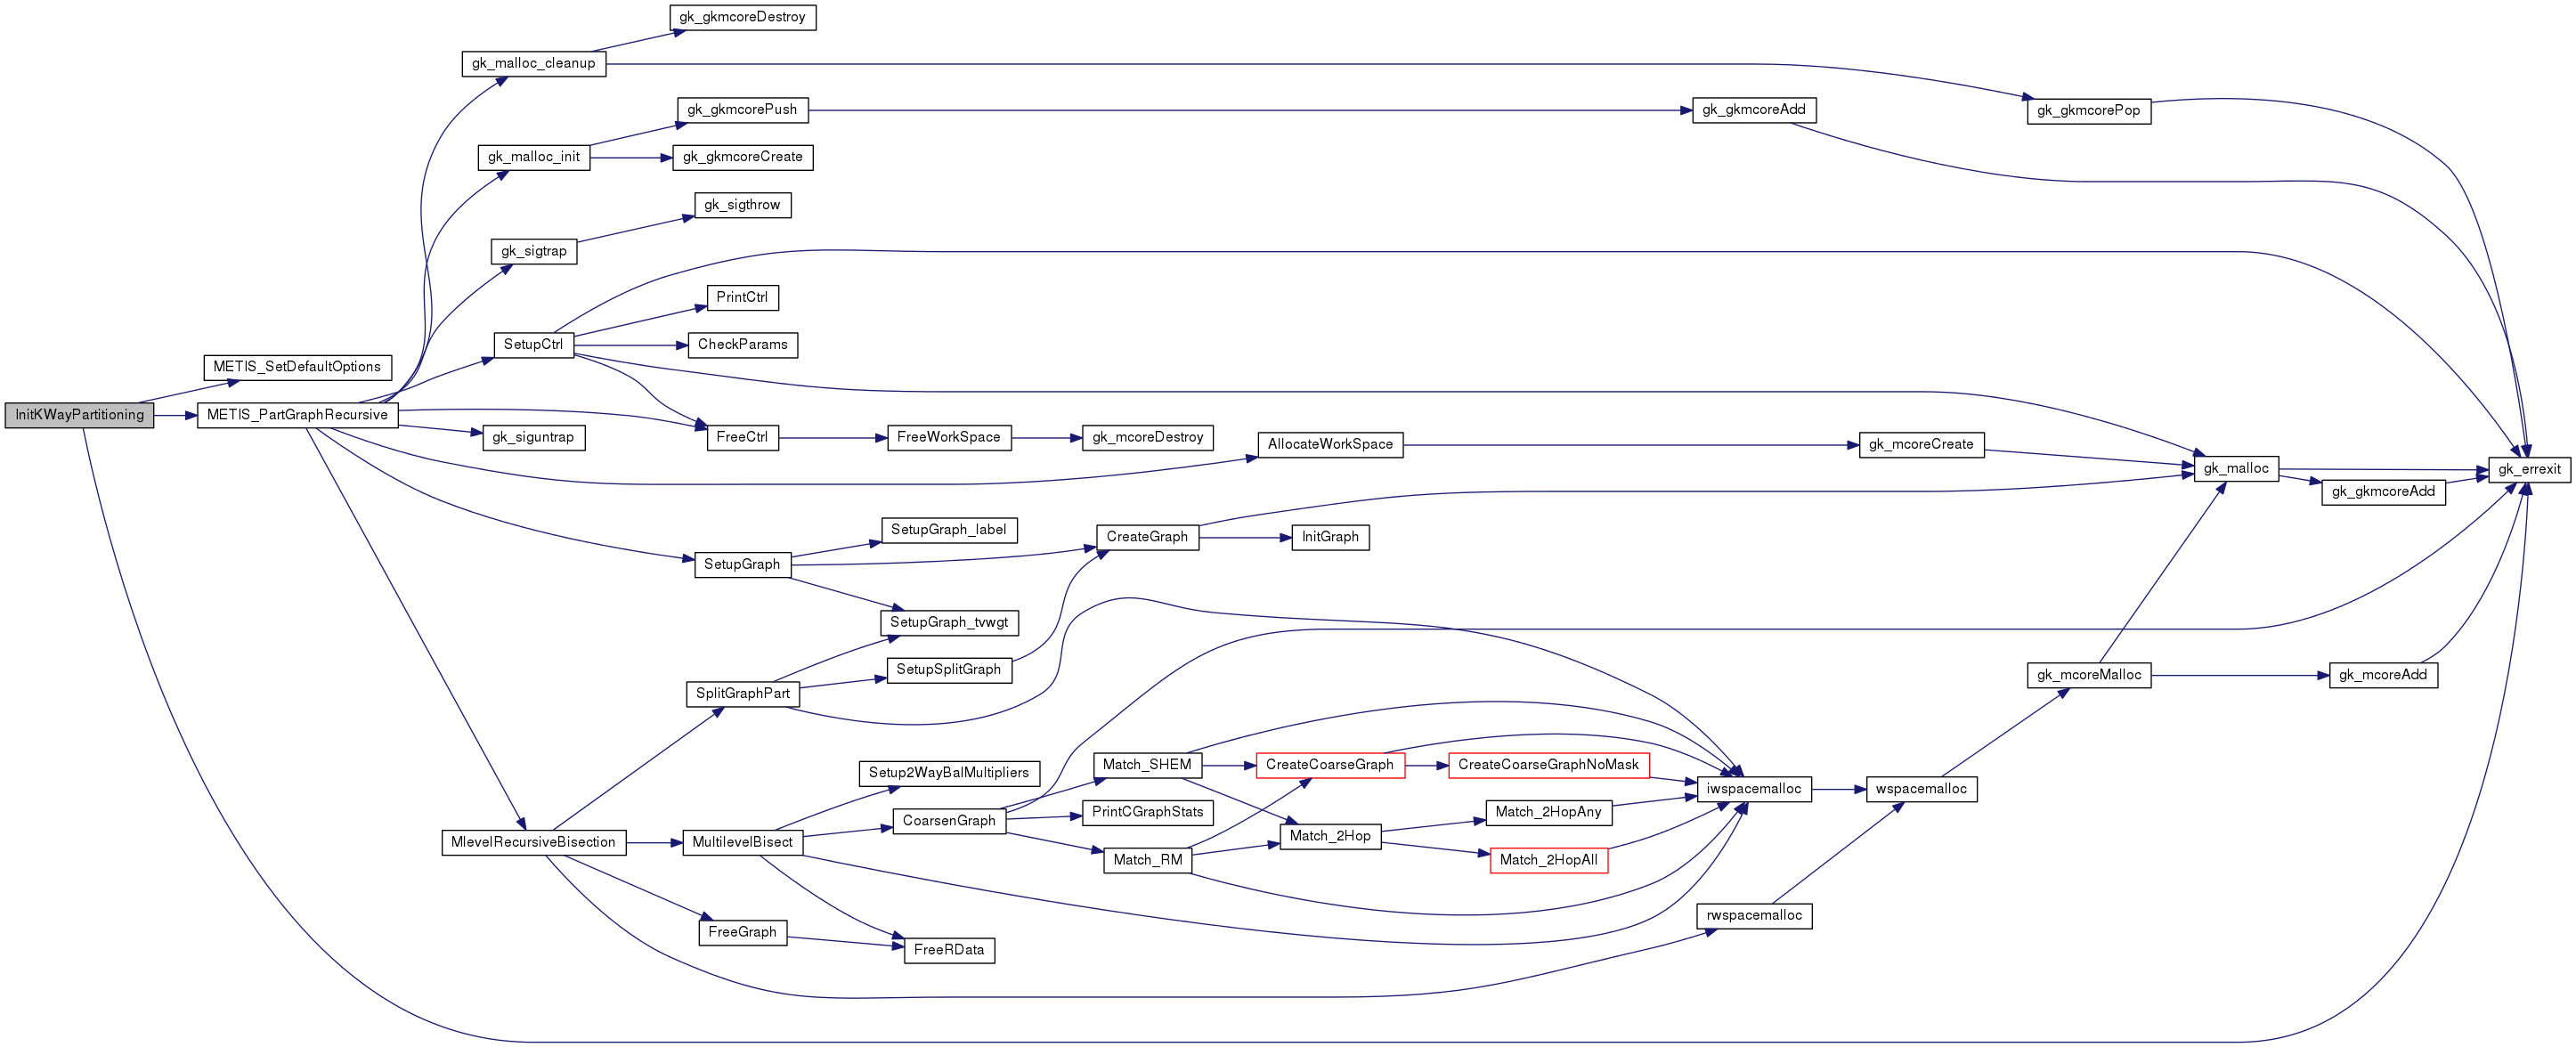 gk_gkmcoreDestroy
gk_malloc_cleanup
gk_gkmcorePush
gk_gkmcoreAdd
gk_gkmcorePop
gk_malloc_init
gk_gkmcoreCreate
gk_sigthrow
gk_sigtrap
PrintCtrl
SetupCtrl
CheckParams
METIS_SetDefaultOptions
InitKWayPartitioning
METIS_PartGraphRecursive
gk_siguntrap
FreeCtrl
FreeWorkSpace
gk_mcoreDestroy
AllocateWorkSpace
gk_mcoreCreate
gk_malloc
gk_errexit
gk_gkmcoreAdd
SetupGraph_label
CreateGraph
InitGraph
SetupGraph
SetupGraph_tvwgt
SetupSplitGraph
SplitGraphPart
gk_mcoreMalloc
gk_mcoreAdd
Setup2WayBalMultipliers
Match_SHEM
CreateCoarseGraph
CreateCoarseGraphNoMask
iwspacemalloc
wspacemalloc
PrintCGraphStats
CoarsenGraph
Match_2HopAny
MlevelRecursiveBisection
MultilevelBisect
Match_2Hop
Match_RM
Match_2HopAll
rwspacemalloc
FreeGraph
FreeRData